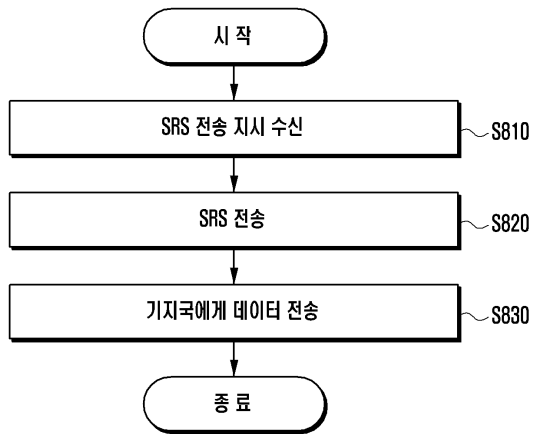 시 작
SRS 전송 지시 수신
S810
SRS 전송
S820
기지국에게 데이터 전송
S830
종 료